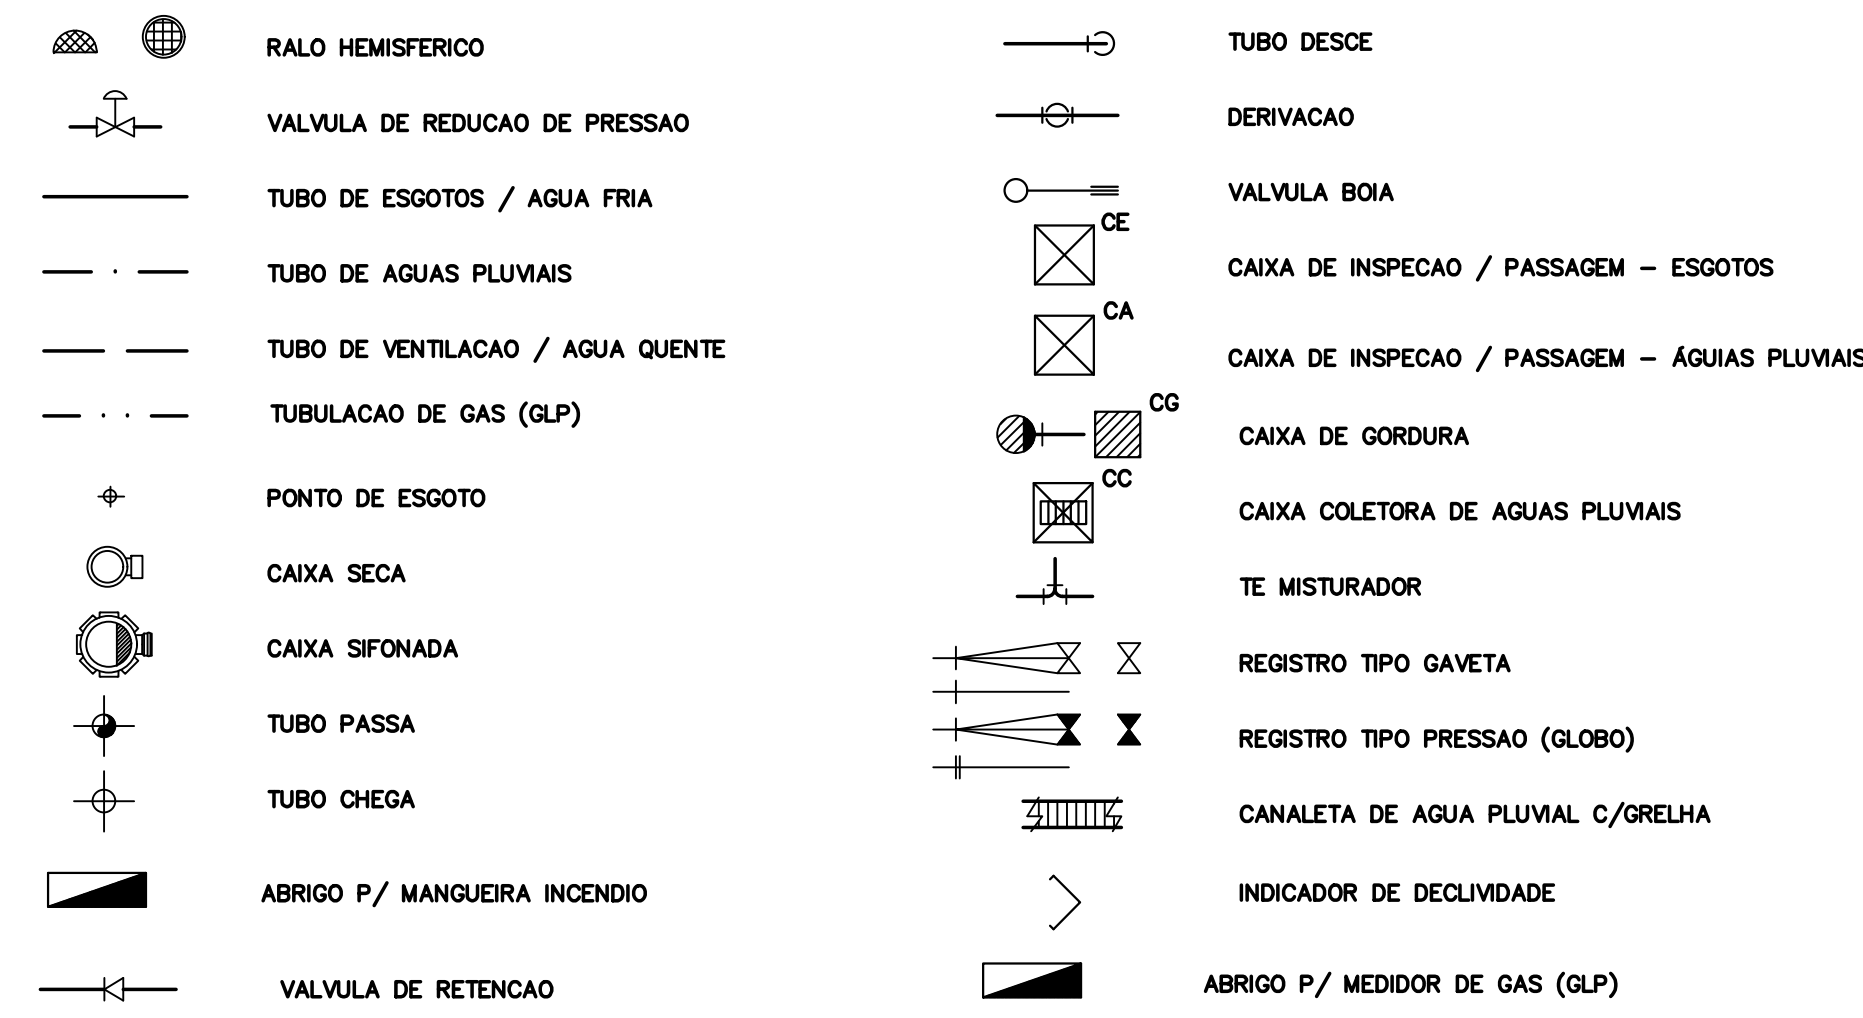 RALO HEMISFERICO
VALVULA DE REDUCAO DE PRESSAO
TUBO DE ESGOTOS / AGUA FRIA
TUBO DE AGUAS PLUVIAIS
TUBO DE VENTILACAO / AGUA QUENTE
TUBULACAO DE GAS (GLP)
PONTO DE ESGOTO
CAIXA SECA
CAIXA SIFONADA
TUBO PASSA
TUBO CHEGA
ABRIGO P/ MANGUEIRA INCENDIO
VALVULA DE RETENCAO
TUBO DESCE
DERIVACAO
VALVULA BOIA
CE
CAIXA DE INSPECAO / PASSAGEM - ESGOTOS
CA
CAIXA DE INSPECAO / PASSAGEM - ÁGUIAS PLUVIAIS
CG
CAIXA DE GORDURA
CC
CAIXA COLETORA DE AGUAS PLUVIAIS
TE MISTURADOR
REGISTRO TIPO GAVETA
REGISTRO TIPO PRESSAO (GLOBO)
CANALETA DE AGUA PLUVIAL C/GRELHA
INDICADOR DE DECLIVIDADE
ABRIGO P/ MEDIDOR DE GAS (GLP)